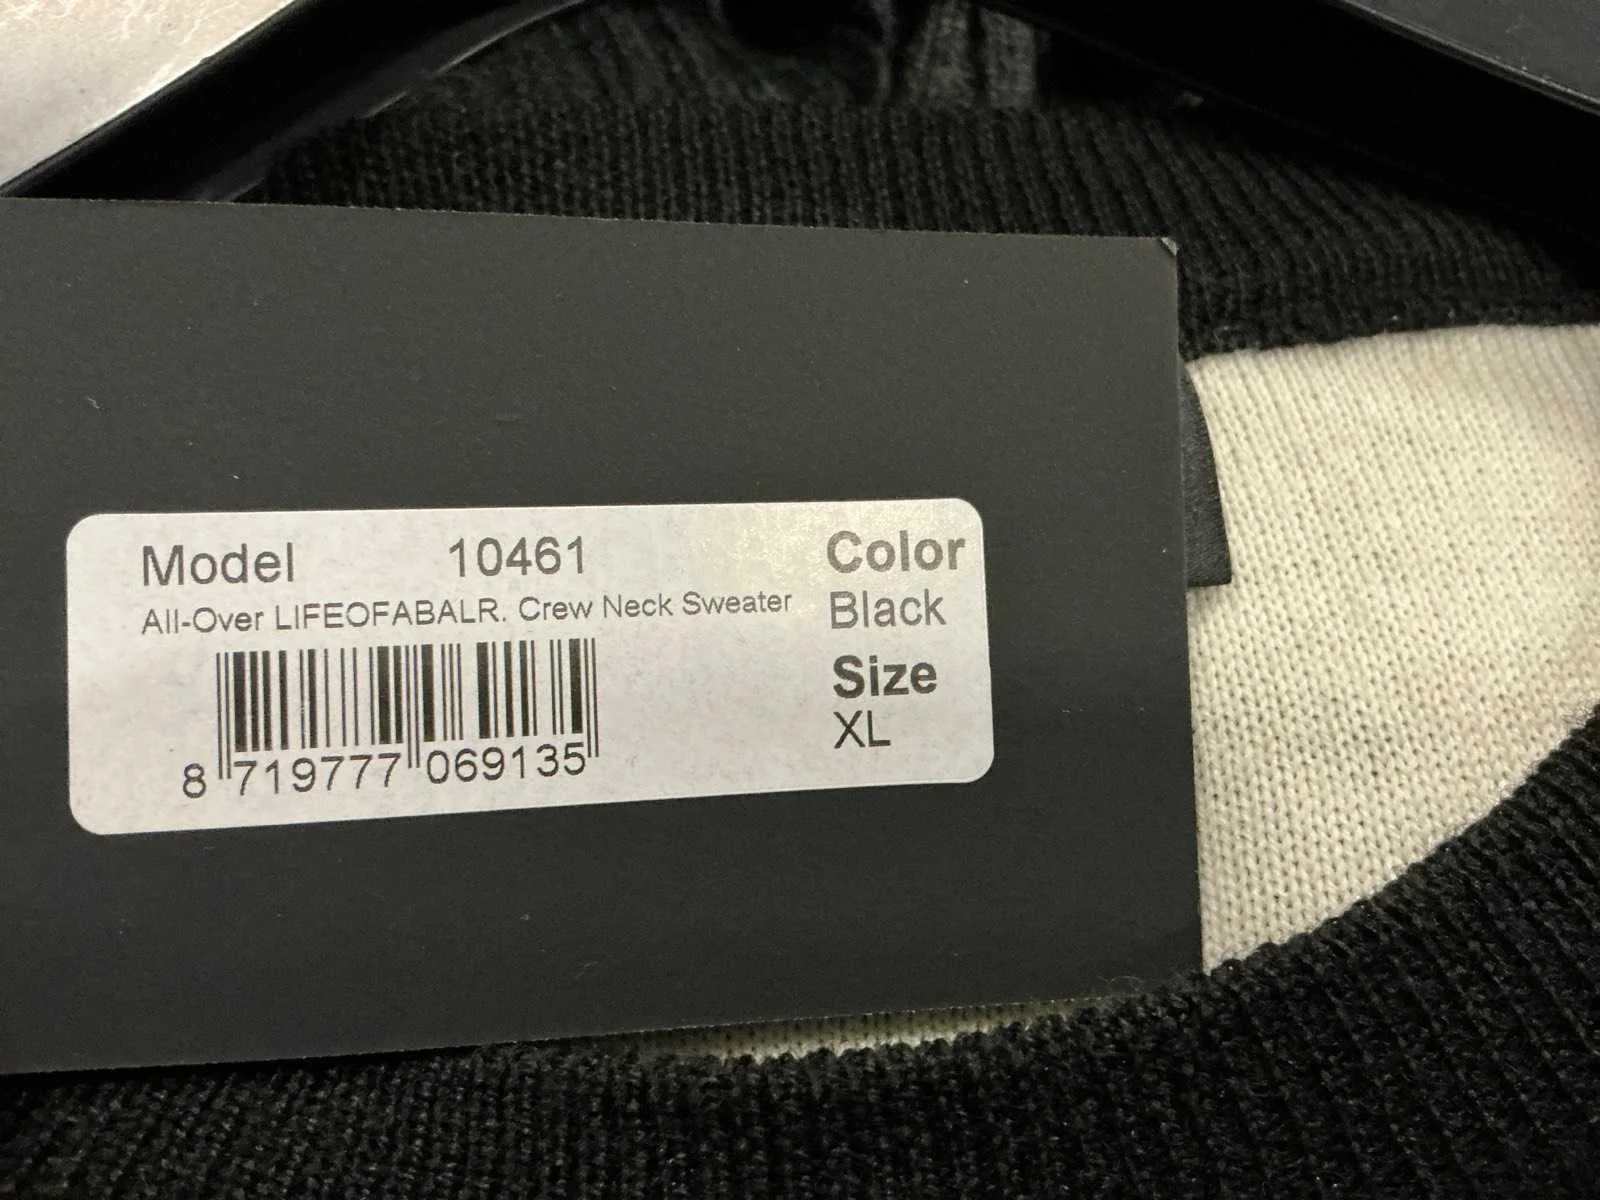 Model 10461
All-Over LIFEOFABALR. Crew Neck Sweater
8 719777 069135
Color
Black
Size
XL